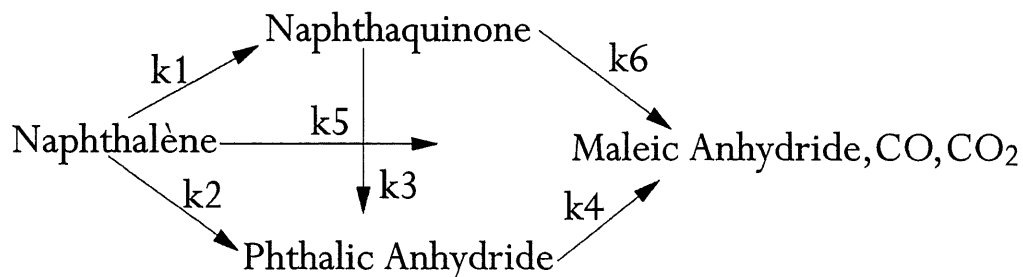 Naphthaquinone
k1
k6
Naphthalène
k5
Maleic Anhydride, CO, CO₂
k2
k3
k4
Phthalic Anhydride